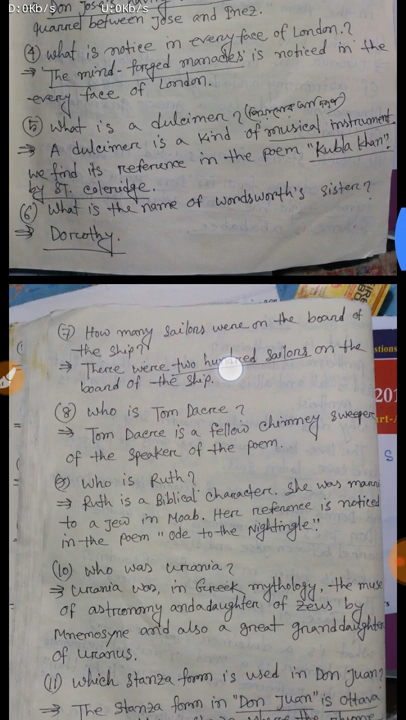 D:0Kb/s U:0Kb/s
Don Jos
quarrel between Jose and Inez.
(4) what is notice in every face of London.?
⇒ The mind-forged manacles is noticed in the
every face of London.
(5) What is a dulcimer?
⇒ A dulcimer is a kind of musical instrument.
we find its reference in the poem "Kubla khan".
by S.T. Coleridge.
(6) What is the name of wordsworth's sister?
⇒ Dorothy.
(7) How many sailors were on the board of
the ship?
⇒ There were two hundred sailors on the
board of the ship.
(8) Who is Tom Dacre?
⇒ Tom Dacre is a fellow chimney sweeper
of the speaker of the poem.
Who is Ruth?
⇒ Ruth is a Biblical character. She was marri
to a Jew in Moab. Her reference is noticed
in the poem "Ode to the Nightingle".
(10) who was urania?
⇒ Urania was, in Greek mythology, the muse
of astronomy and a daughter of Zeus by
Mnemosyne and also a great granddaughter
of uranus.
(11) which stanza form is used in Don Juan?
⇒ The stanza form in "Don Juan" is ottava
stions
201